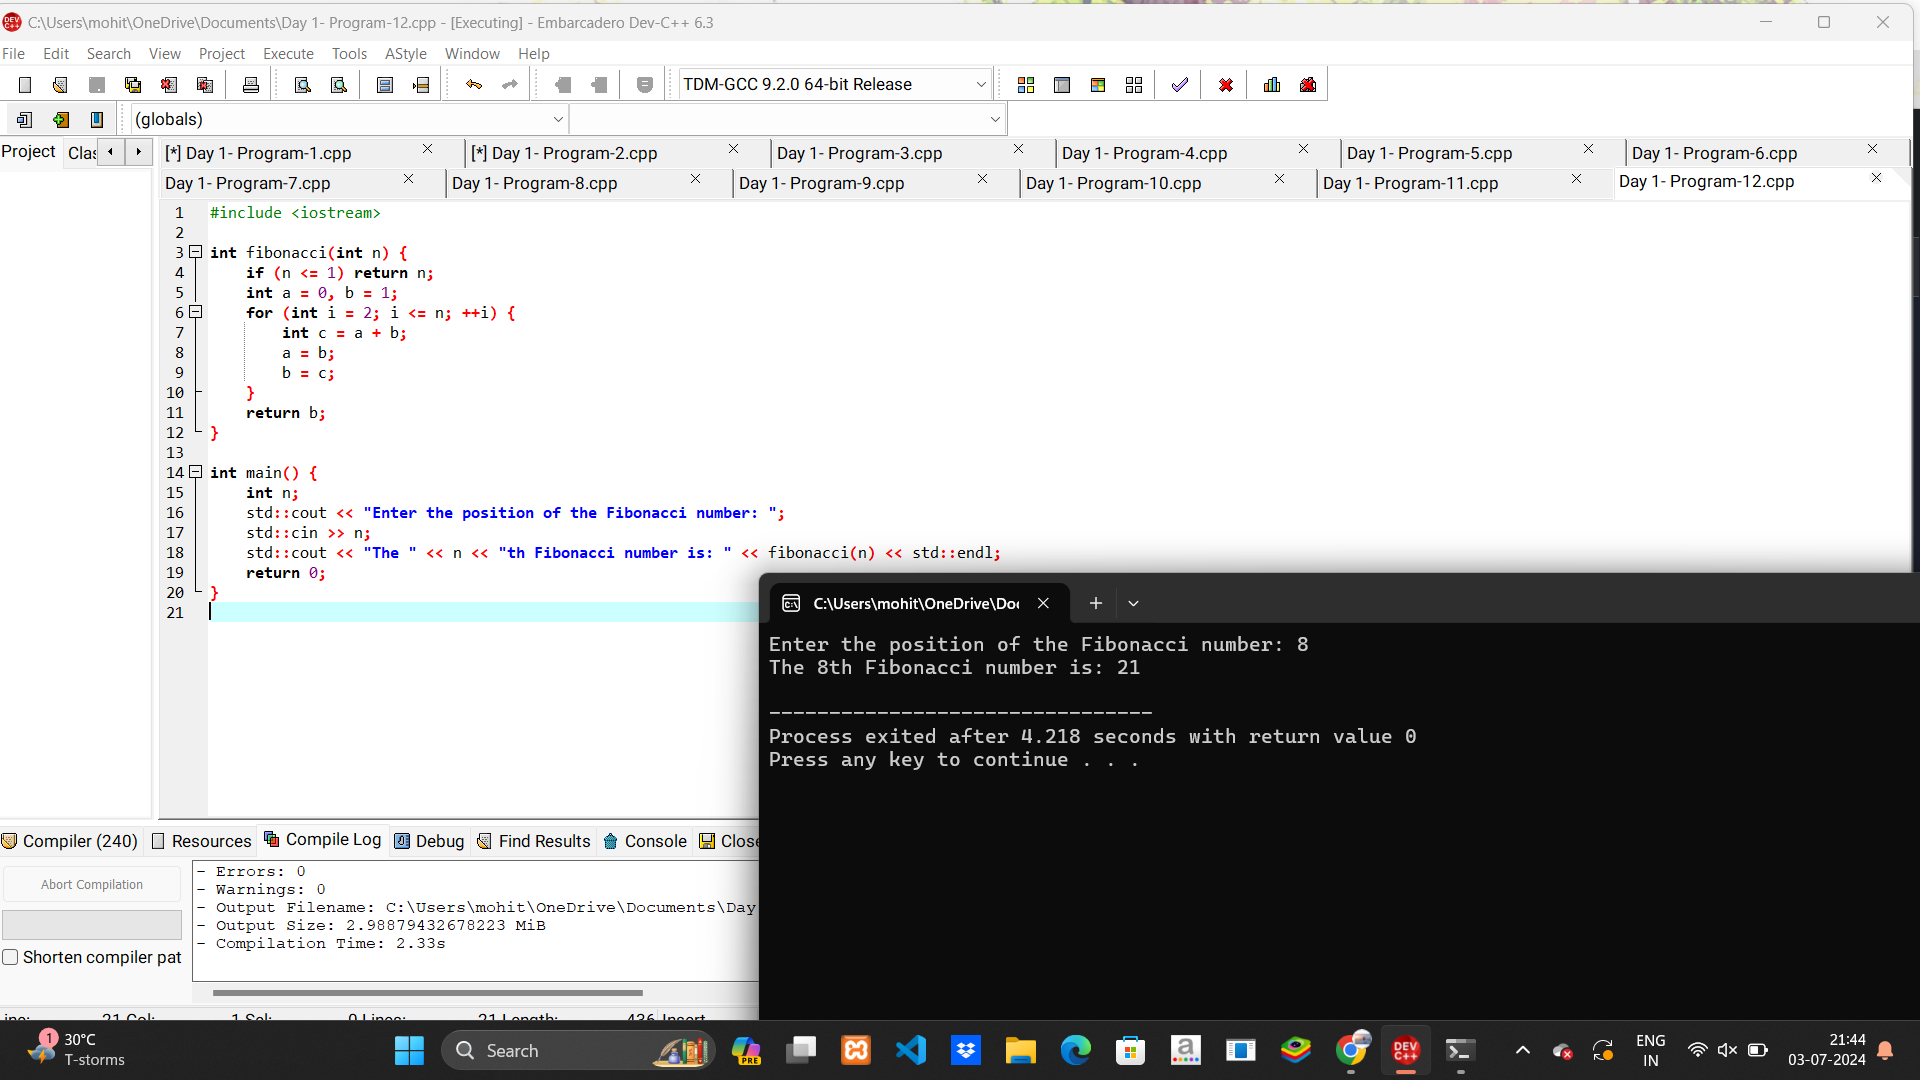 C:\Users\mohit\OneDrive\Documents\Day 1- Program-12.cpp - [Executing] - Embarcadero Dev-C++ 6.3
File Edit Search View Project Execute Tools AStyle Window Help
TDM-GCC 9.2.0 64-bit Release
(globals)
Project Clas
[*] Day 1- Program-1.cpp [*] Day 1- Program-2.cpp Day 1- Program-3.cpp Day 1- Program-4.cpp Day 1- Program-5.cpp Day 1- Program-6.cpp
Day 1- Program-7.cpp Day 1- Program-8.cpp Day 1- Program-9.cpp Day 1- Program-10.cpp Day 1- Program-11.cpp Day 1- Program-12.cpp
1 #include <iostream>
2
3 int fibonacci(int n) {
4 if (n <= 1) return n;
5 int a = 0, b = 1;
6 for (int i = 2; i <= n; ++i) {
7 int c = a + b;
8 a = b;
9 b = c;
10 }
11 return b;
12 }
13
14 int main() {
15 int n;
16 std::cout << "Enter the position of the Fibonacci number: ";
17 std::cin >> n;
18 std::cout << "The " << n << "th Fibonacci number is: " << fibonacci(n) << std::endl;
19 return 0;
20 }
21
C:\Users\mohit\OneDrive\Doc
Enter the position of the Fibonacci number: 8
The 8th Fibonacci number is: 21
--------------------------------
Process exited after 4.218 seconds with return value 0
Press any key to continue . . .
Compiler (240) Resources Compile Log Debug Find Results Console Close
Abort Compilation
Shorten compiler pat
- Errors: 0
- Warnings: 0
- Output Filename: C:\Users\mohit\OneDrive\Documents\Day
- Output Size: 2.98879432678223 MiB
- Compilation Time: 2.33s
21 Col: 1 Sel: 0 Lines: 21 Length: 436 Insert
1
30°C
T-storms
Search
PRE
DEV C++
ENG
IN
21:44
03-07-2024